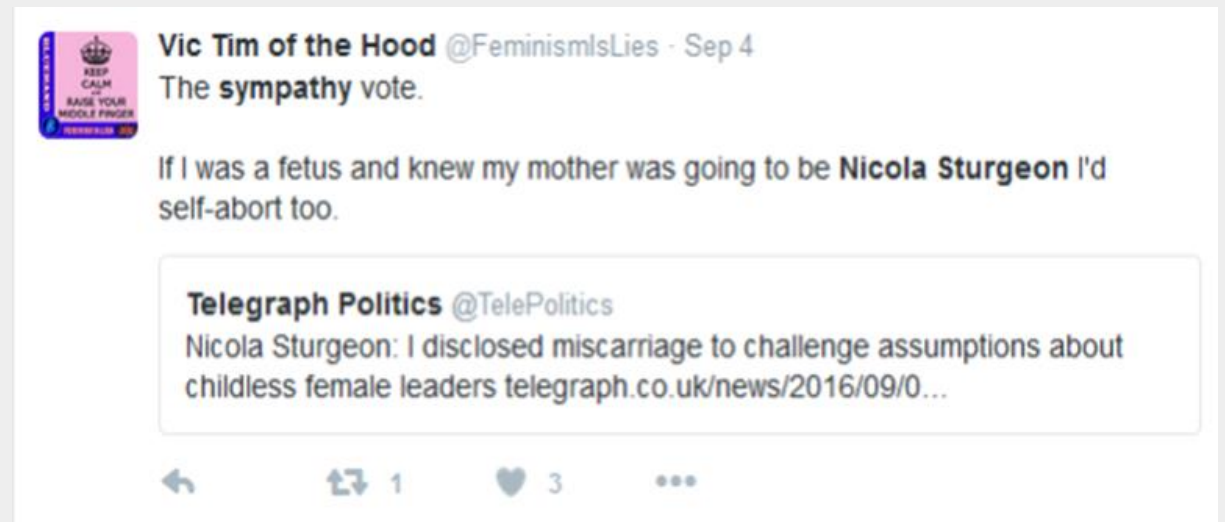 Vic Tim of the Hood @FeminismIsLies · Sep 4
The sympathy vote.
If I was a fetus and knew my mother was going to be Nicola Sturgeon I'd
self-abort too.
Telegraph Politics @TelePolitics
Nicola Sturgeon: I disclosed miscarriage to challenge assumptions about
childless female leaders telegraph.co.uk/news/2016/09/0...
1 3
KEEP
CALM
RAISE YOUR
MIDDLE FINGER